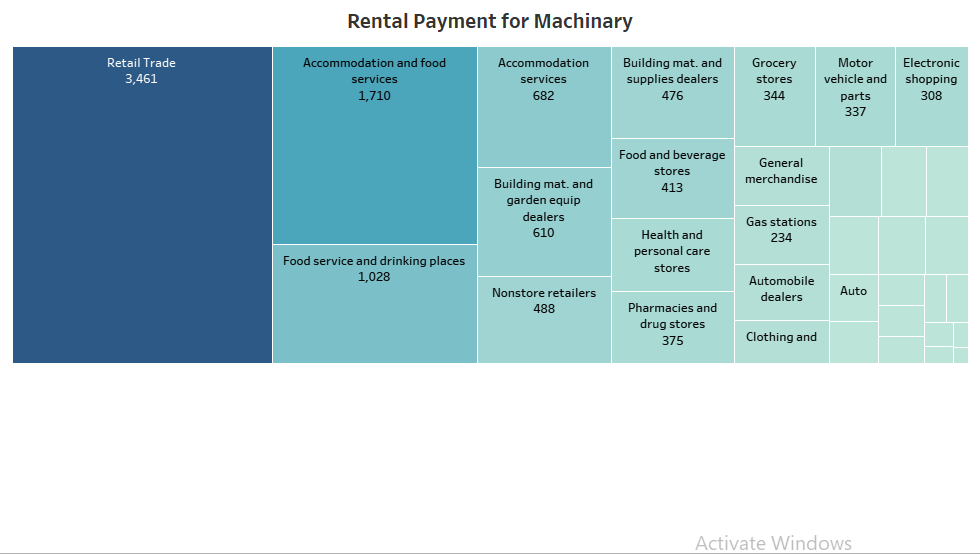 Rental Payment for Machinary
Retail Trade
3,461
Accommodation and food
services
1,710
Food service and drinking places
1,028
Accommodation
services
682
Building mat. and
garden equip
dealers
610
Nonstore retailers
488
Building mat. and
supplies dealers
476
Food and beverage
stores
413
Health and
personal care
stores
Pharmacies and
drug stores
375
Grocery
stores
344
Motor
vehicle and
parts
337
Electronic
shopping
308
General
merchandise
Gas stations
234
Automobile
dealers
Clothing and
Auto
Activate Windows